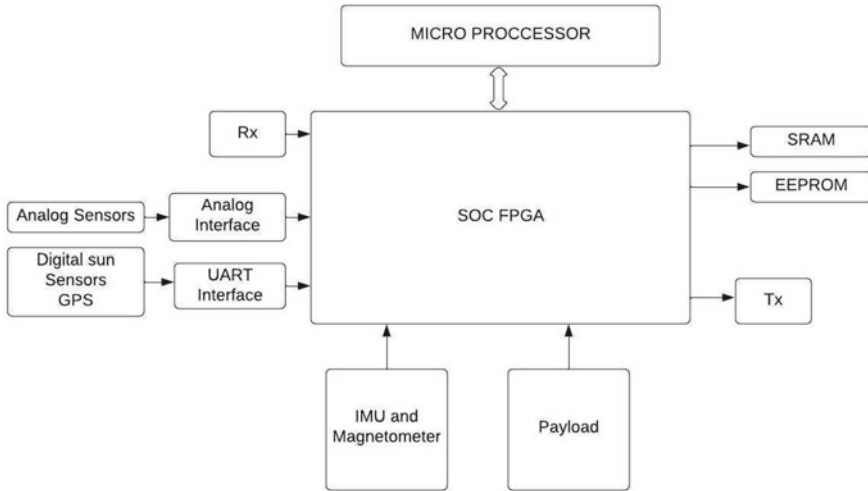 MICRO PROCCESSOR
Rx
SRAM
EEPROM
Analog Sensors
Analog
Interface
SOC FPGA
Digital sun
Sensors
GPS
UART
Interface
Tx
IMU and
Magnetometer
Payload